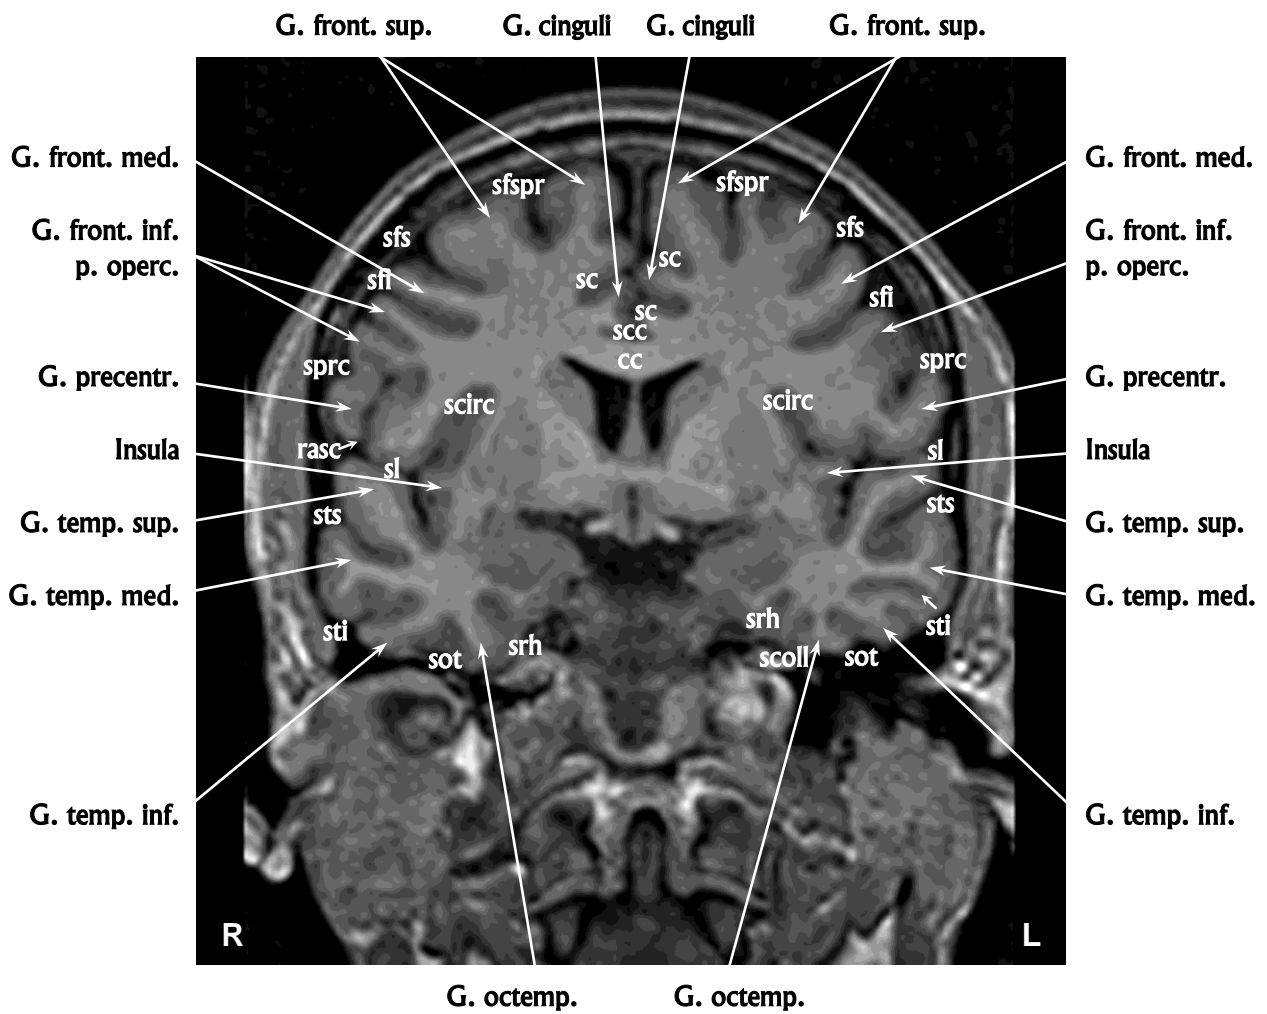 G. front. sup. G. cinguli G. cinguli G. front. sup.
G. front. med. G. front. med.
sfspr sfspr
sfs sfs
G. front. inf. G. front. inf.
p. operc. p. operc.
sc sc
sfi sfi
sc
scc
cc
sprc sprc
G. precentr. G. precentr.
scirc scirc
rasc sl
Insula Insula
sl
sts sts
G. temp. sup. G. temp. sup.
G. temp. med. G. temp. med.
sti srh srh sti
sot scoll sot
G. temp. inf. G. temp. inf.
R L
G. octemp. G. octemp.